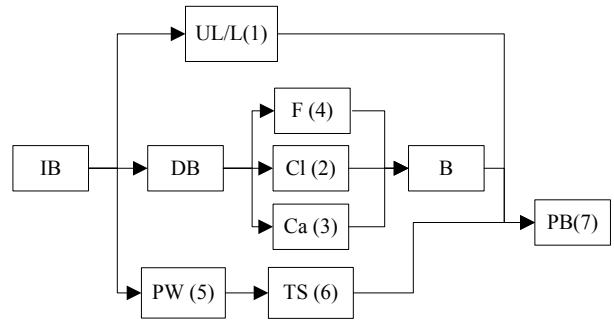 UL/L(1)
F (4)
IB
DB
Cl (2)
B
Ca (3)
PB(7)
PW (5)
TS (6)